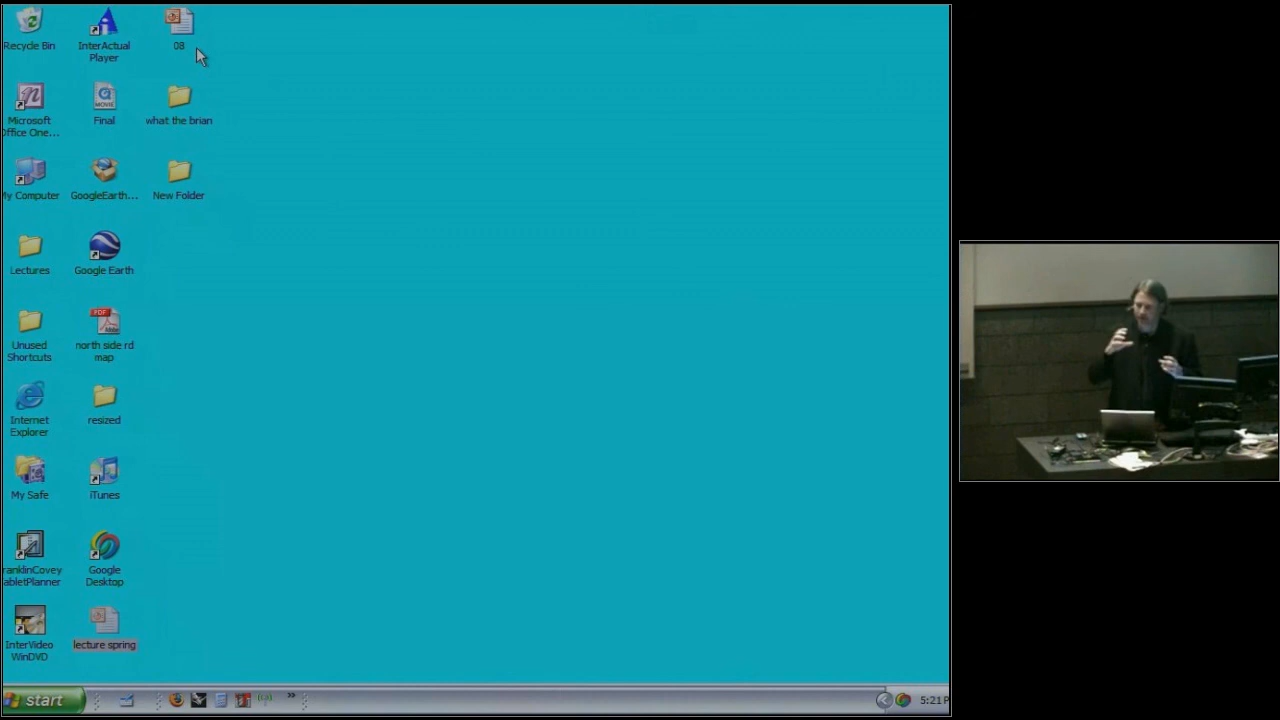 Recycle Bin
InterActual
Player
08
Microsoft
Office One...
MOVIE
Final
what the brian
My Computer
GoogleEarth...
New Folder
Lectures
Google Earth
Unused
Shortcuts
PDF
north side rd
map
Internet
Explorer
resized
My Safe
iTunes
ranklinCovey
abletPlanner
Google
Desktop
InterVideo
WinDVD
lecture spring
start
5:21 P